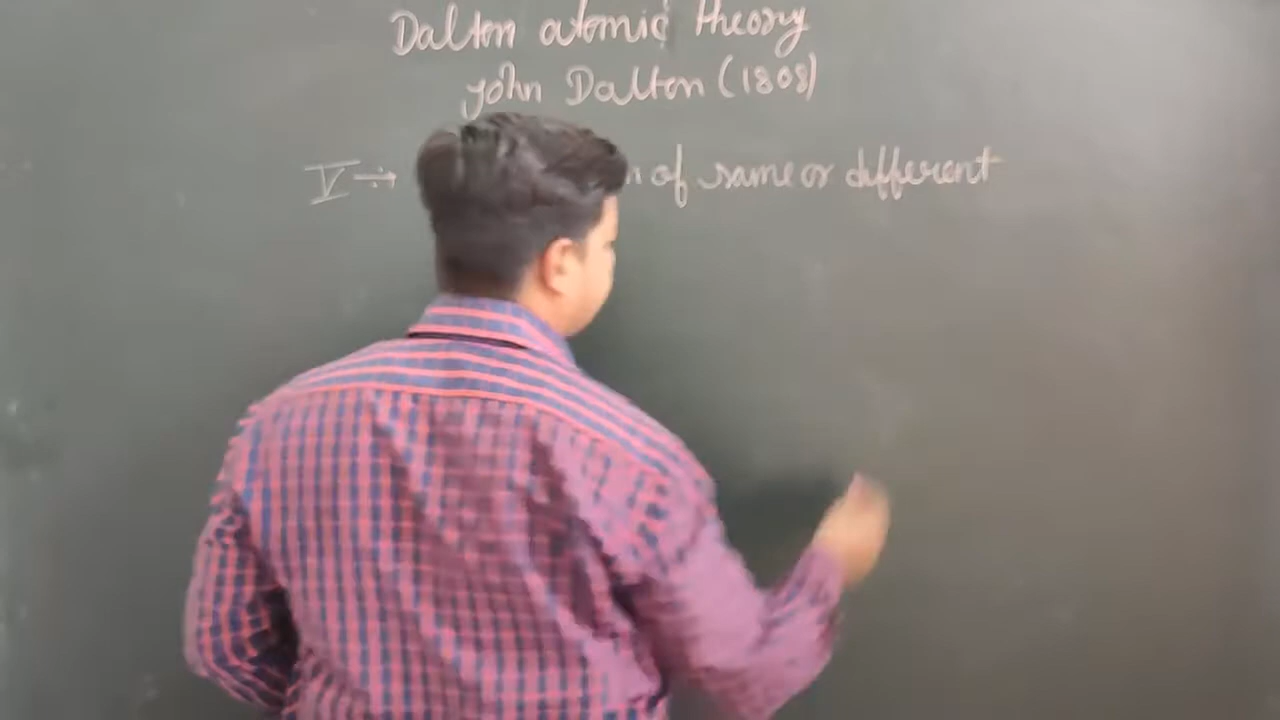 Dalton atomic theory
John Dalton (1808)
V → of same or different